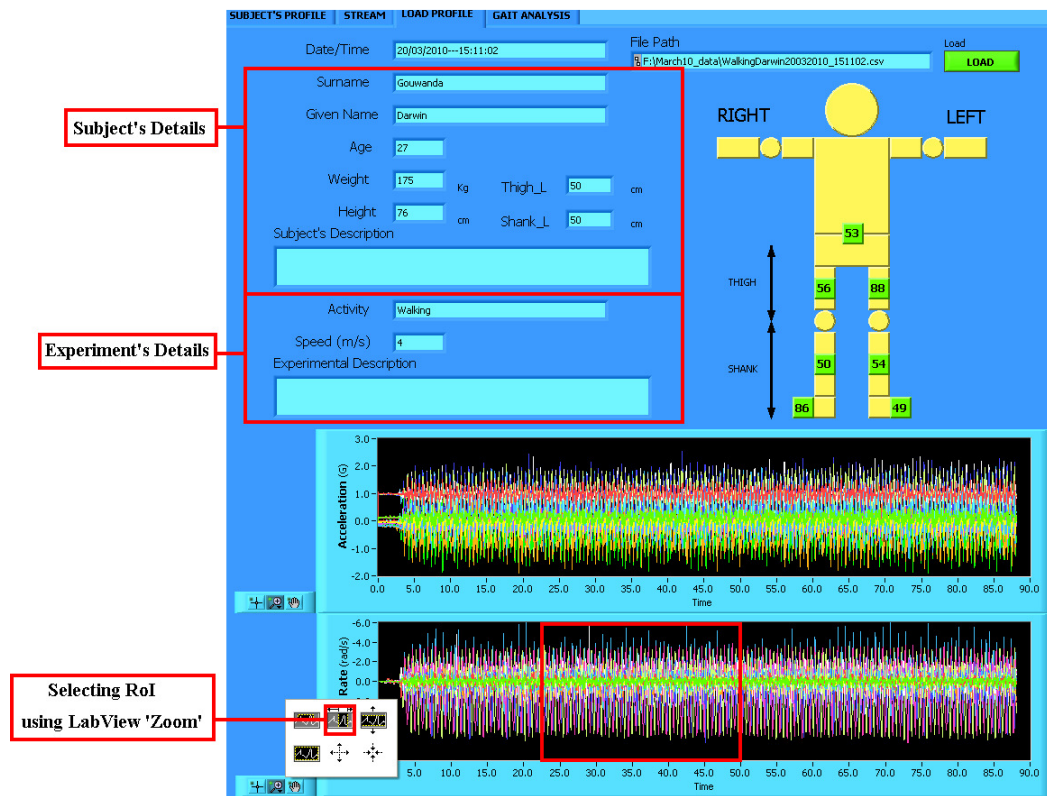 SUBJECT'S PROFILE STREAM LOAD PROFILE GAIT ANALYSIS
Date/Time 20/03/2010---15:11:02
File Path
F:\March10_data\WalkingDarwin20032010_151102.csv
Load
LOAD
Subject's Details
Surname Gouwanda
Given Name Darwin
Age 27
Weight 175 Kg Thigh_L 50 cm
Height 76 cm Shank_L 50 cm
Subject's Description
Experiment's Details
Activity Walking
Speed (m/s) 4
Experimental Description
RIGHT LEFT
53
THIGH 56 88
SHANK 50 54
86 49
Acceleration (G)
3.0
2.0
1.0
0.0
-1.0
-2.0
0.0 5.0 10.0 15.0 20.0 25.0 30.0 35.0 40.0 45.0 50.0 55.0 60.0 65.0 70.0 75.0 80.0 85.0 90.0
Time
Rate (rad/s)
-6.0
-4.0
-2.0
0.0
5.0 10.0 15.0 20.0 25.0 30.0 35.0 40.0 45.0 50.0 55.0 60.0 65.0 70.0 75.0 80.0 85.0 90.0
Time
Selecting RoI
using LabView 'Zoom'